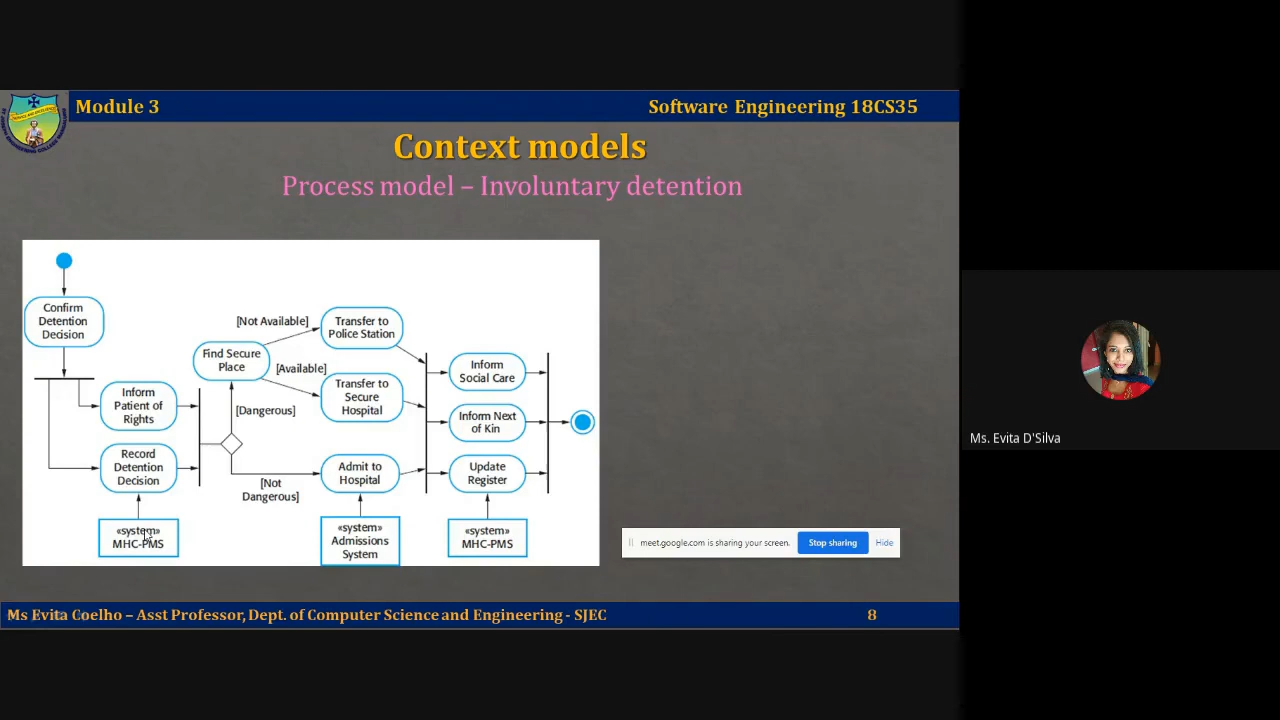 Module 3
Software Engineering 18CS35
Context models
Process model – Involuntary detention
Confirm
Detention
Decision
Inform
Patient of
Rights
Record
Detention
Decision
«system»
MHC-PMS
Find Secure
Place
[Not Available]
[Available]
[Dangerous]
[Not
Dangerous]
Transfer to
Police Station
Transfer to
Secure
Hospital
Admit to
Hospital
«system»
Admissions
System
Inform
Social Care
Inform Next
of Kin
Update
Register
«system»
MHC-PMS
meet.google.com is sharing your screen.
Stop sharing
Hide
Ms. Evita D'Silva
Ms Evita Coelho – Asst Professor, Dept. of Computer Science and Engineering - SJEC
8